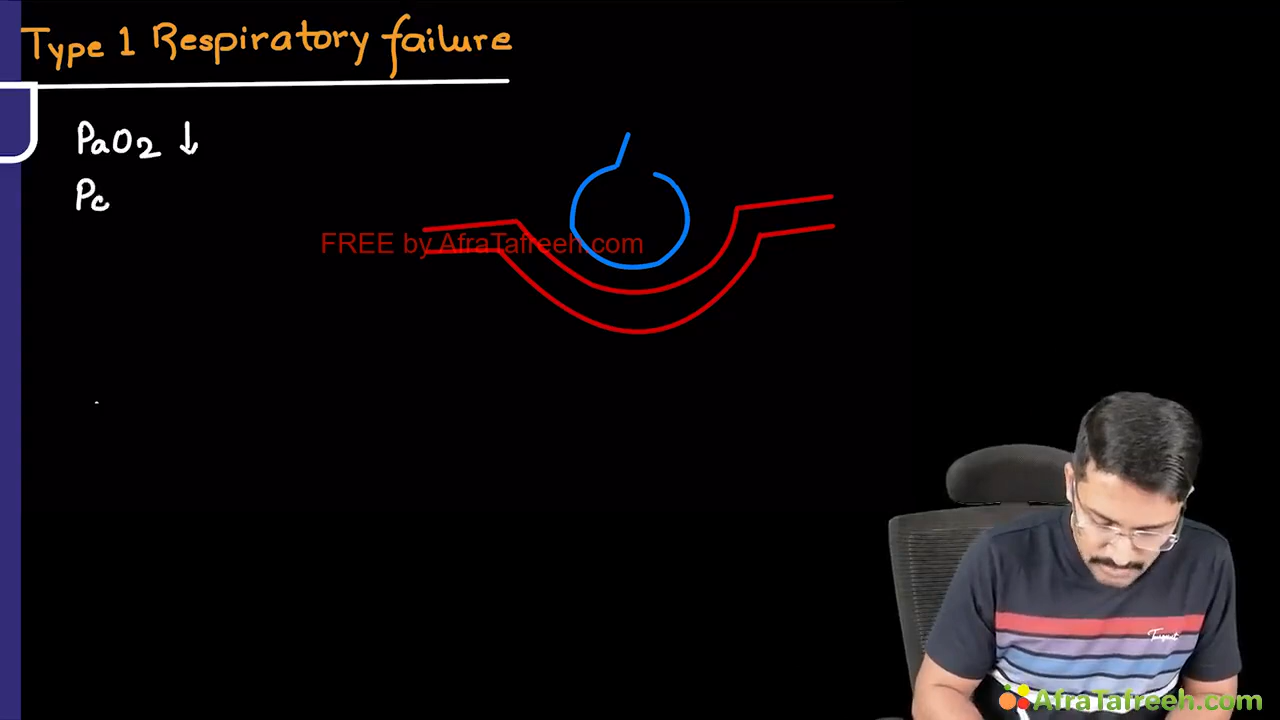 Type 1 Respiratory failure
PaO2 ↓
Pc
FREE by AfraTafreeh.com
AfraTafreeh.com